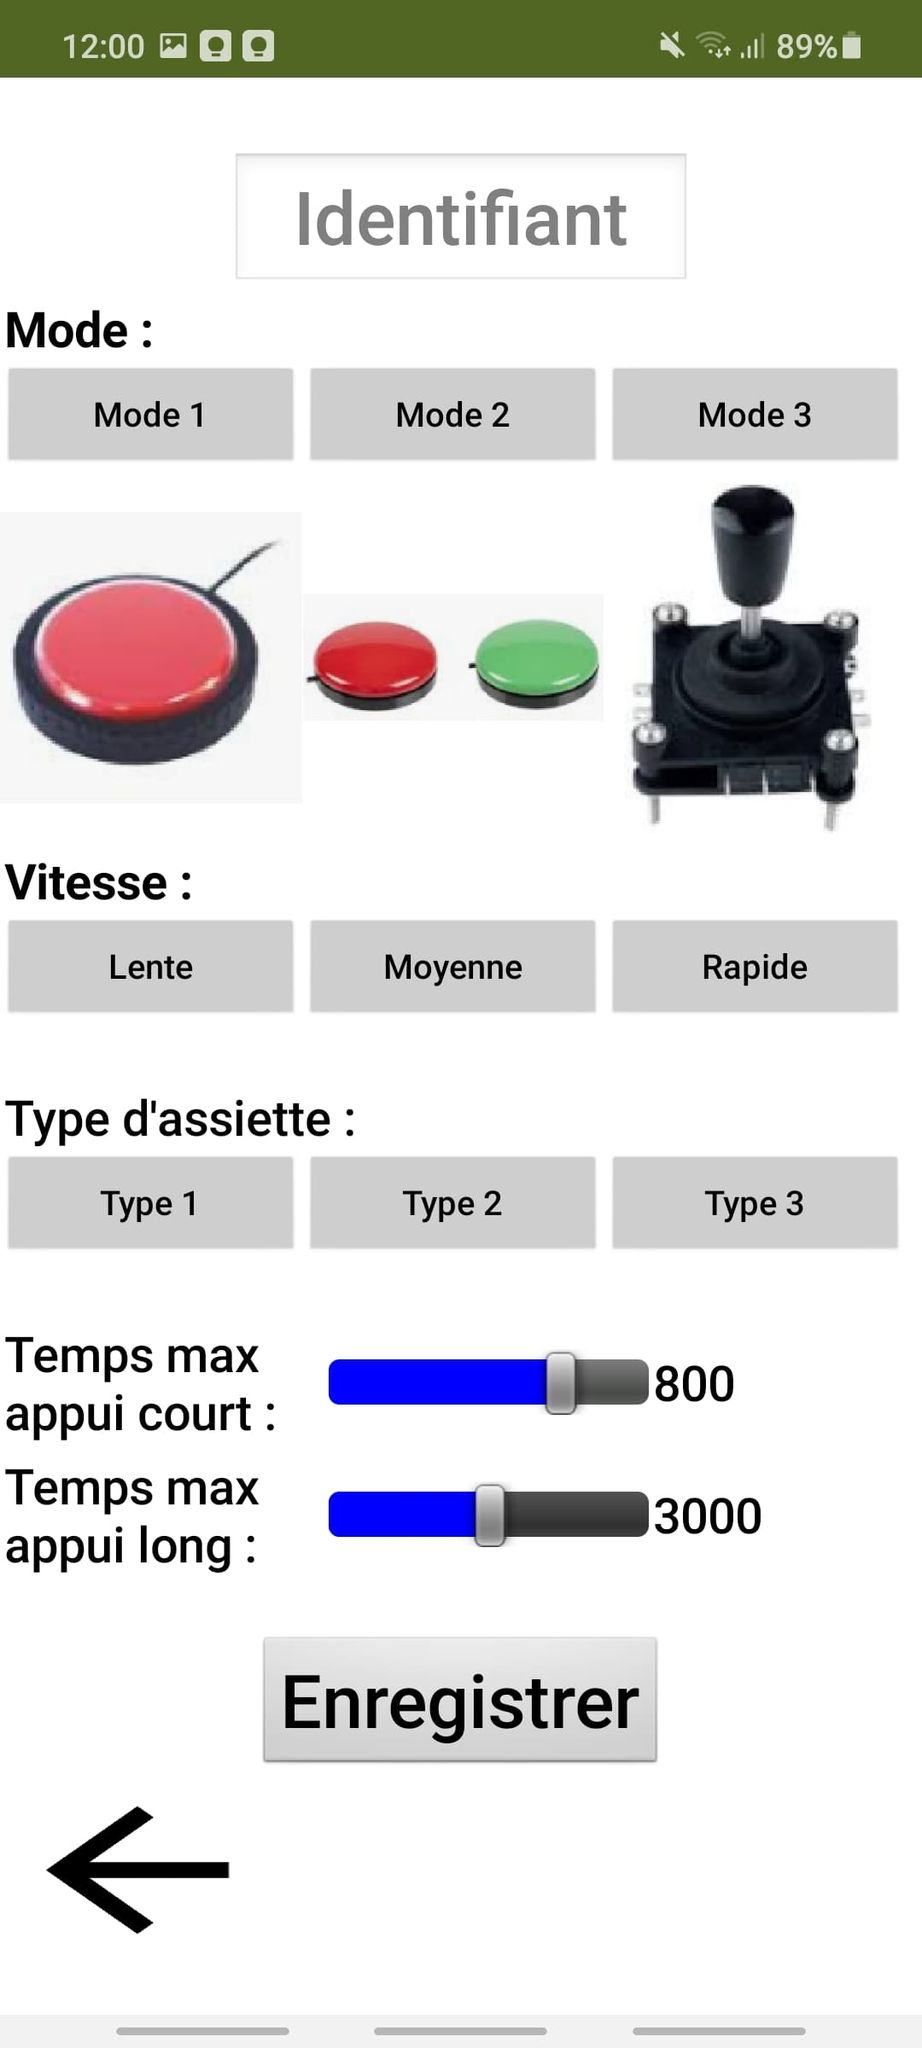 12:00 89%
Identifiant
Mode :
Mode 1 Mode 2 Mode 3
Vitesse :
Lente Moyenne Rapide
Type d'assiette :
Type 1 Type 2 Type 3
Temps max
appui court : 800
Temps max
appui long : 3000
Enregistrer